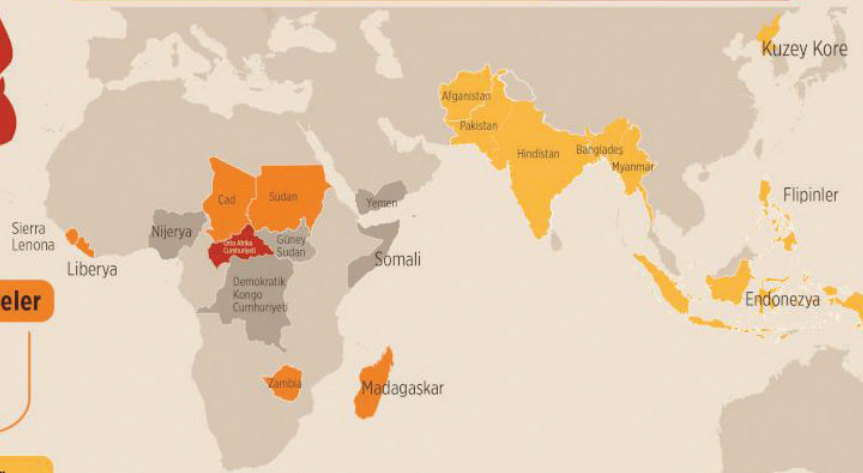 Kuzey Kore
Afganistan
Pakistan
Hindistan
Bangladeş
Myanmar
Çad
Sudan
Yemen
Flipinler
Sierra
Lenona
Nijerya
Orta Afrika
Cumhuriyeti
Güney
Sudan
Liberya
Somali
Demokratik
Kongo
Cumhuriyeti
eler
Endonezya
Zambia
Madagaskar